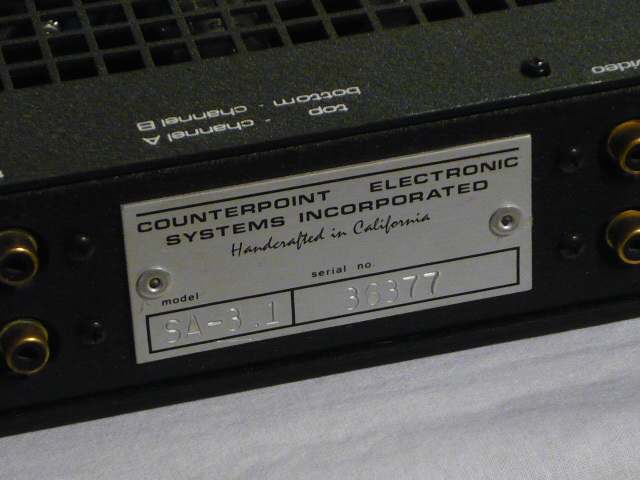 video
top - channel A
bottom - channel B
COUNTERPOINT ELECTRONIC
SYSTEMS INCORPORATED
Handcrafted in California
model
serial no.
SA-3.1
36377